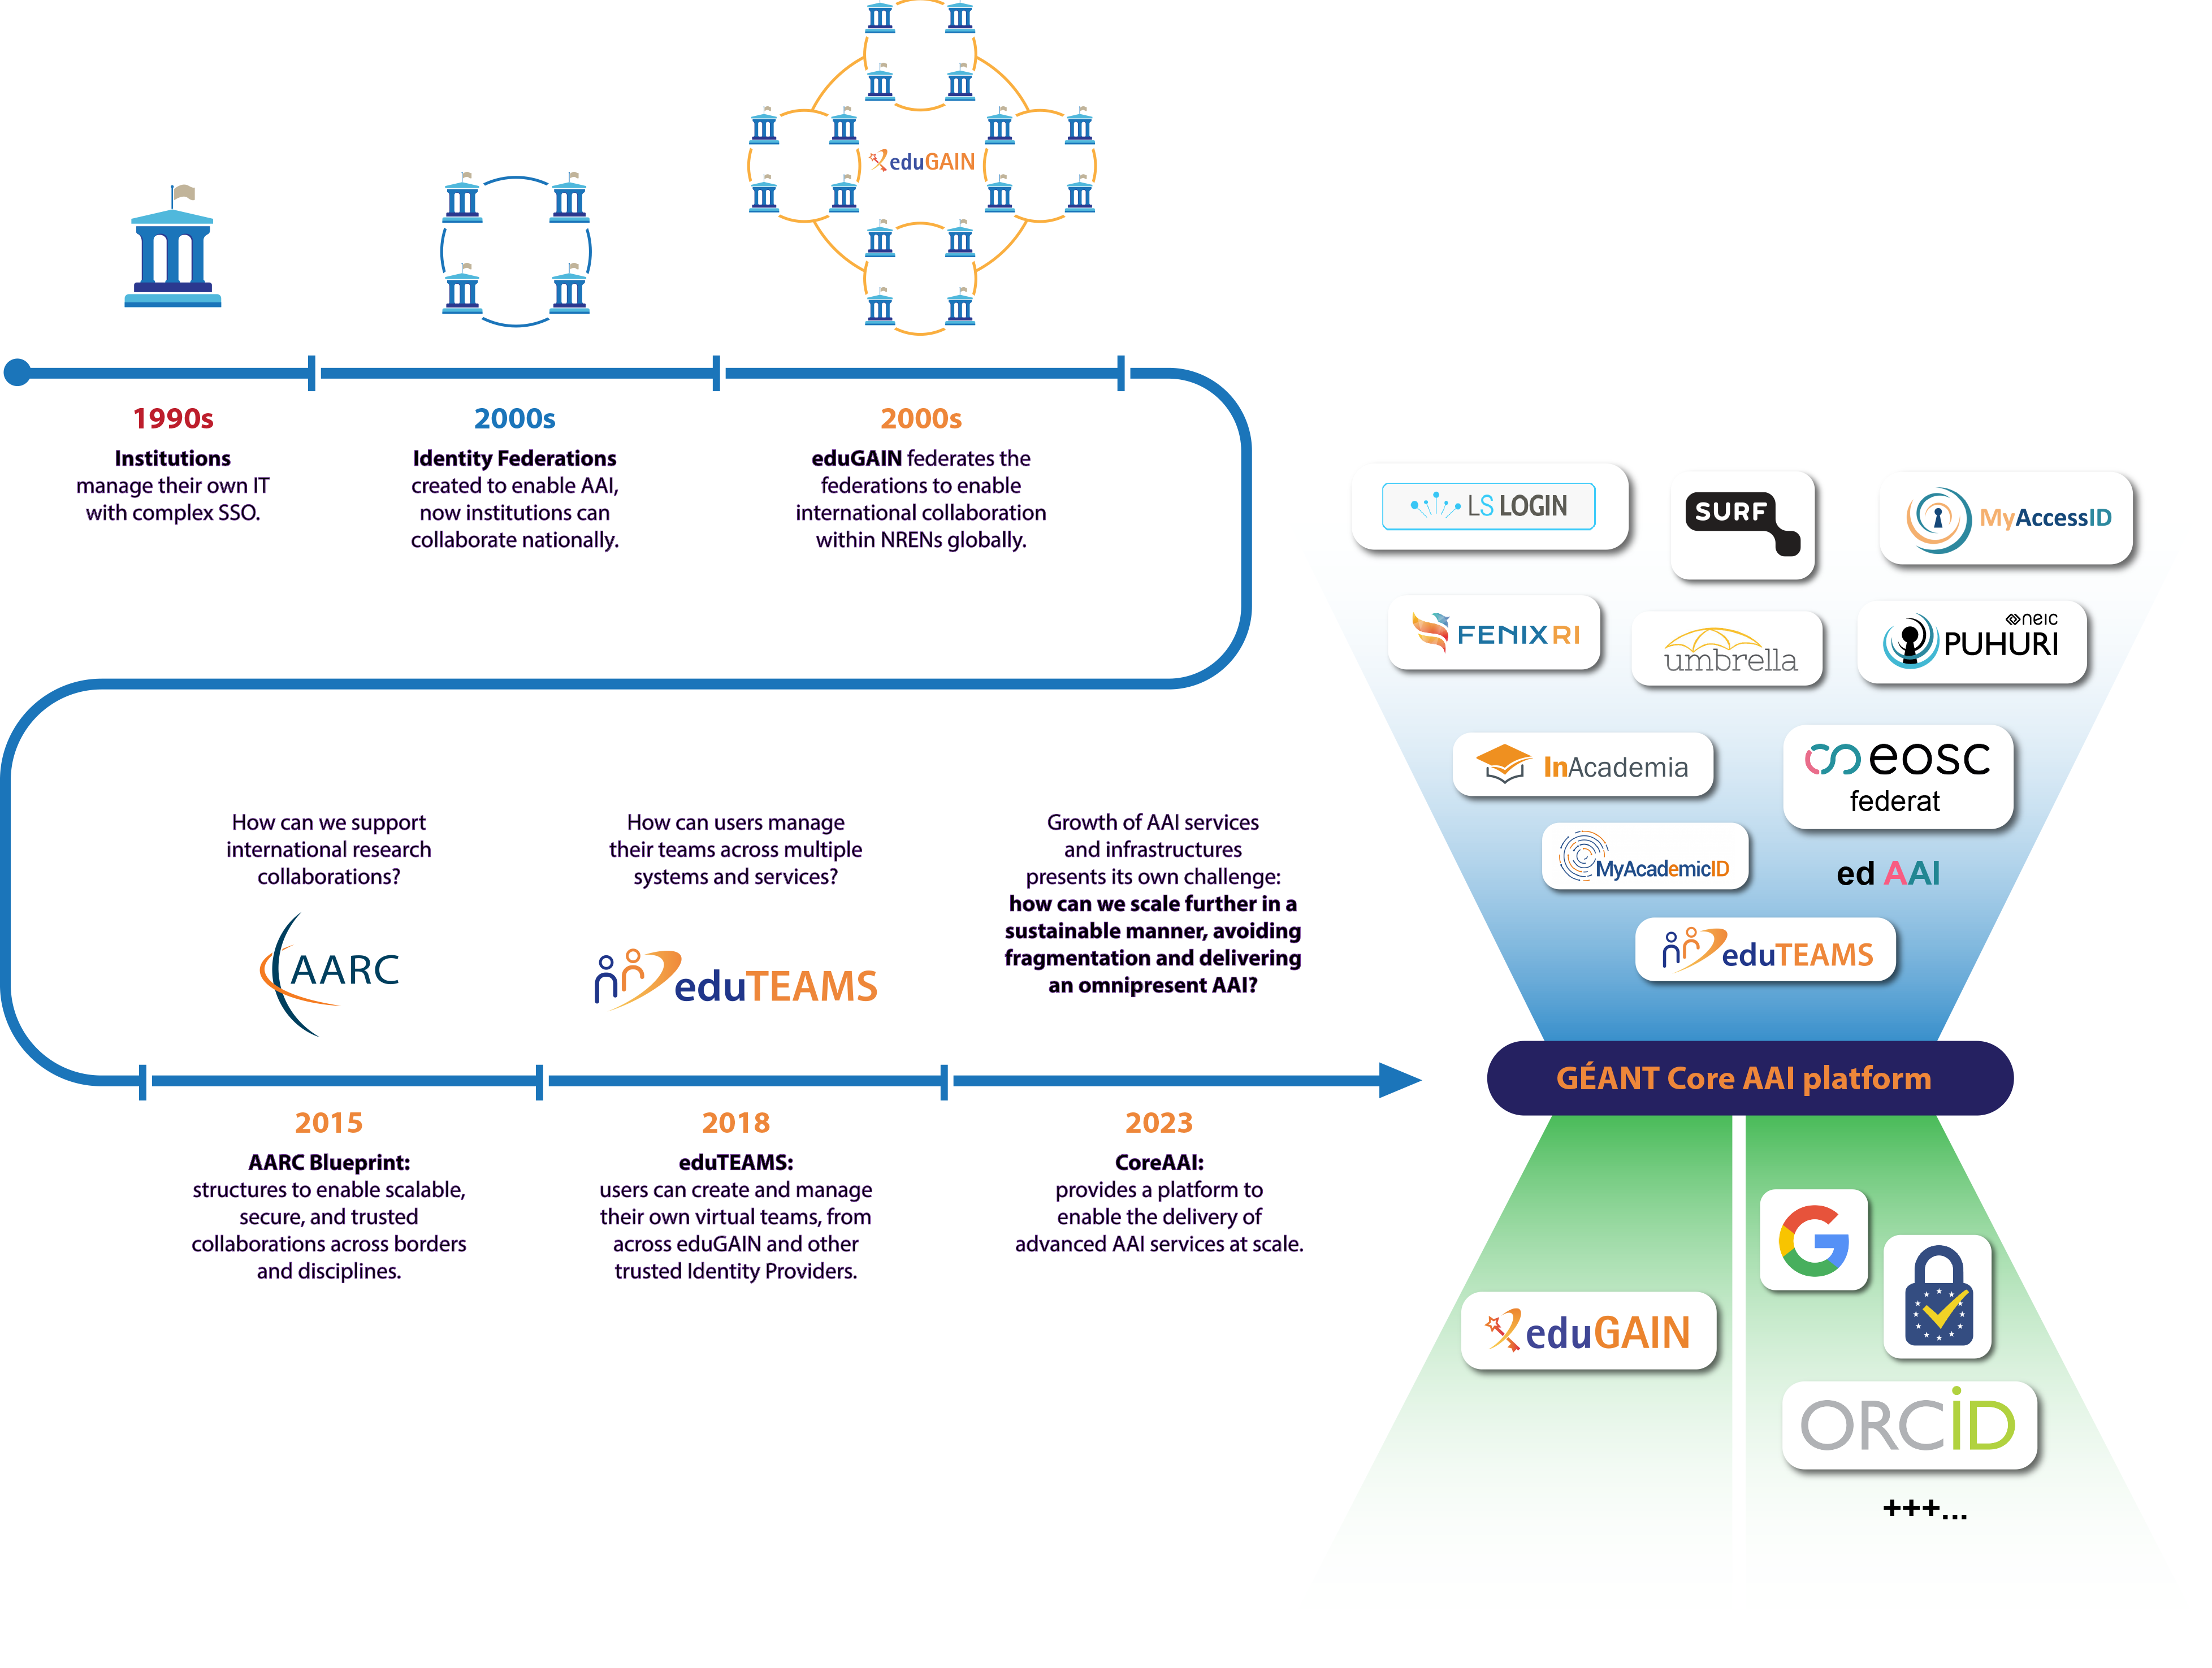 eduGAIN
1990s
Institutions
manage their own IT
with complex SSO.
2000s
Identity Federations
created to enable AAI,
now institutions can
collaborate nationally.
2000s
eduGAIN federates the
federations to enable
international collaboration
within NRENs globally.
How can we support
international research
collaborations?
AARC
2015
AARC Blueprint:
structures to enable scalable,
secure, and trusted
collaborations across borders
and disciplines.
How can users manage
their teams across multiple
systems and services?
eduTEAMS
2018
eduTEAMS:
users can create and manage
their own virtual teams, from
across eduGAIN and other
trusted Identity Providers.
Growth of AAI services
and infrastructures
presents its own challenge:
how can we scale further in a
sustainable manner, avoiding
fragmentation and delivering
an omnipresent AAI?
2023
CoreAAI:
provides a platform to
enable the delivery of
advanced AAI services at scale.
LS LOGIN
SURF
MyAccessID
FENIX RI
umbrella
neic
PUHURI
InAcademia
eosc
federat
MyAcademicID
ed AAI
eduTEAMS
GÉANT Core AAI platform
G
eduGAIN
ORCiD
+++...